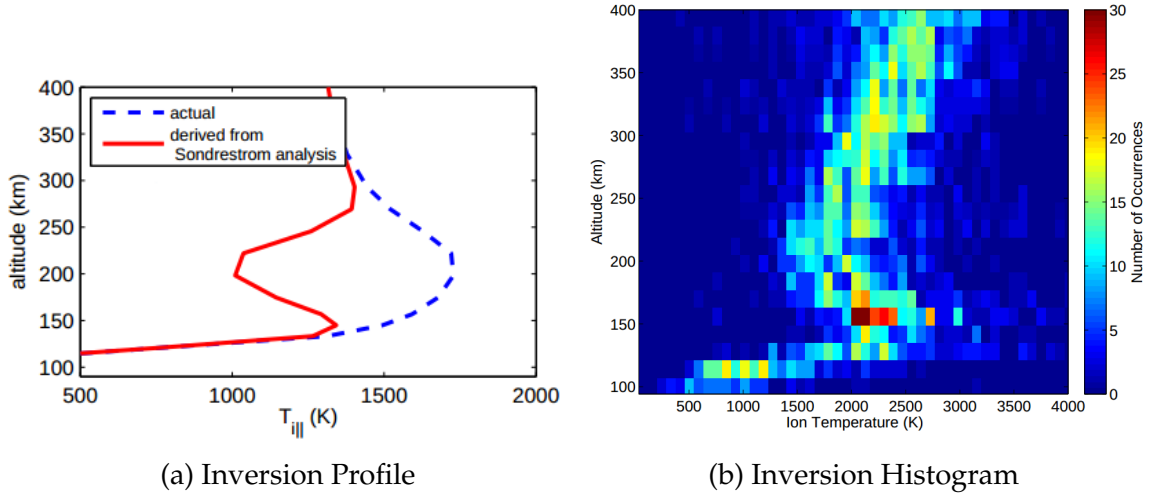 400
350
300
250
200
150
100
altitude (km)
actual
derived from
Sondrestrom analysis
500 1000 1500 2000
T_i|| (K)
(a) Inversion Profile
400
350
300
250
200
150
100
Altitude (km)
500 1000 1500 2000 2500 3000 3500 4000
Ion Temperature (K)
30
25
20
15
10
5
0
Number of Occurrences
(b) Inversion Histogram